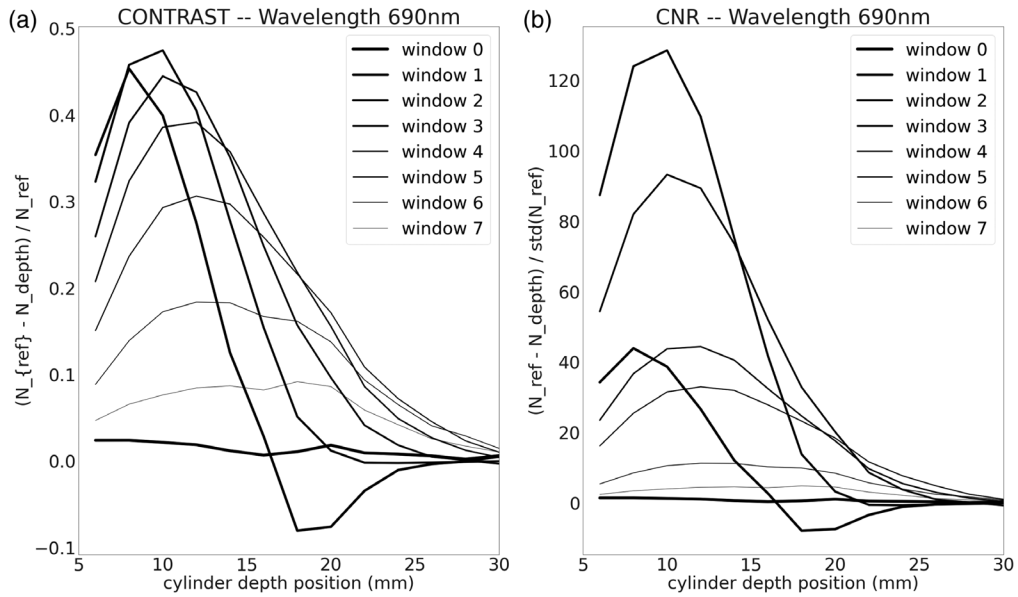 (a) CONTRAST -- Wavelength 690nm
(N_{ref} - N_depth) / N_ref
0.5
0.4
0.3
0.2
0.1
0.0
−0.1
window 0
window 1
window 2
window 3
window 4
window 5
window 6
window 7
5 10 15 20 25 30
cylinder depth position (mm)
(b) CNR -- Wavelength 690nm
(N_ref - N_depth) / std(N_ref)
120
100
80
60
40
20
0
window 0
window 1
window 2
window 3
window 4
window 5
window 6
window 7
5 10 15 20 25 30
cylinder depth position (mm)